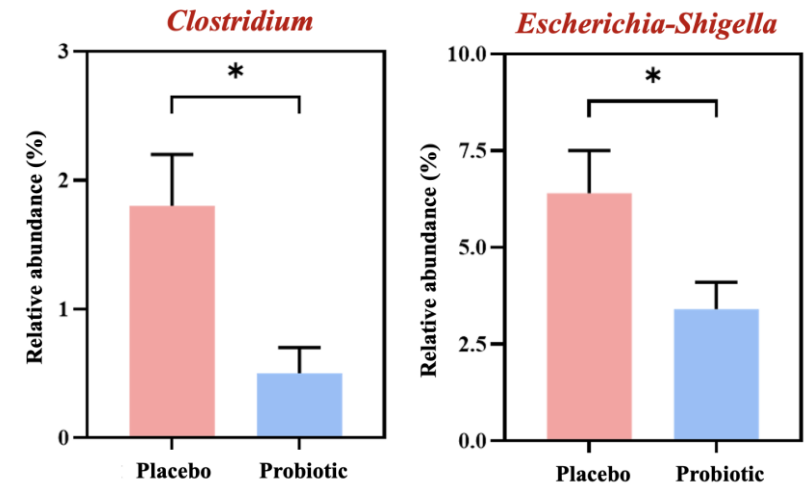 Clostridium
Relative abundance (%)
3
2
1
0
*
Placebo
Probiotic
Escherichia-Shigella
Relative abundance (%)
10.0
7.5
5.0
2.5
0.0
*
Placebo
Probiotic